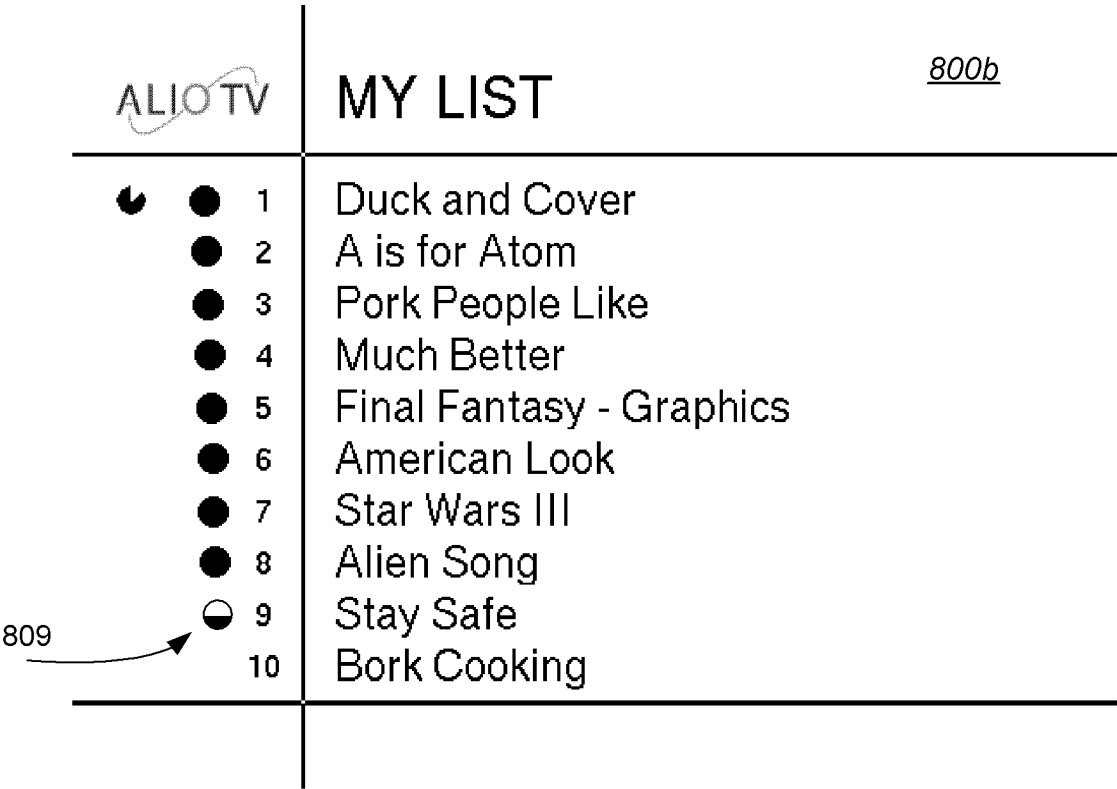 ALIO TV MY LIST 800b
1 Duck and Cover
2 A is for Atom
3 Pork People Like
4 Much Better
5 Final Fantasy - Graphics
6 American Look
7 Star Wars III
8 Alien Song
9 Stay Safe
809
10 Bork Cooking